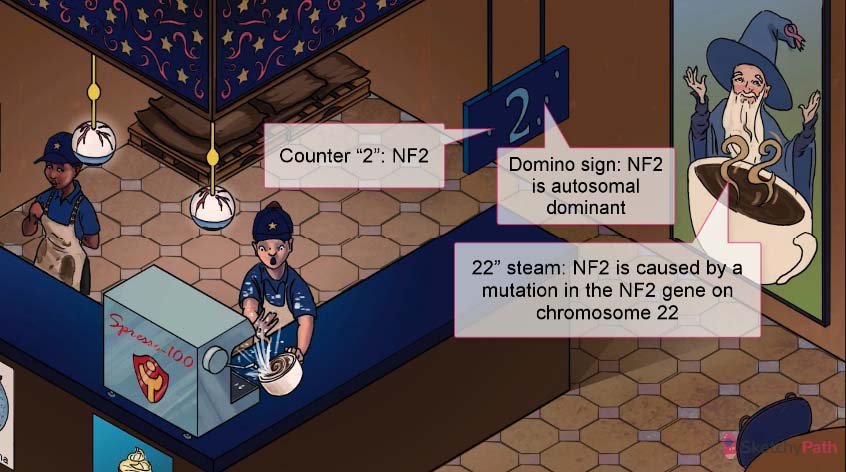 Counter “2”: NF2
2
Domino sign: NF2
is autosomal
dominant
22” steam: NF2 is caused by a
mutation in the NF2 gene on
chromosome 22
Spresso-100
na
SketchyPath